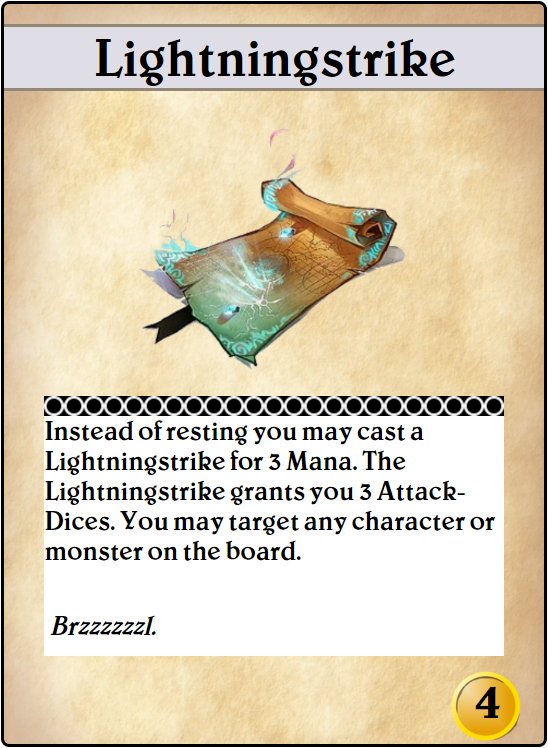 Lightningstrike
Instead of resting you may cast a
Lightningstrike for 3 Mana. The
Lightningstrike grants you 3 Attack-
Dices. You may target any character or
monster on the board.
Brzzzzzzl.
4